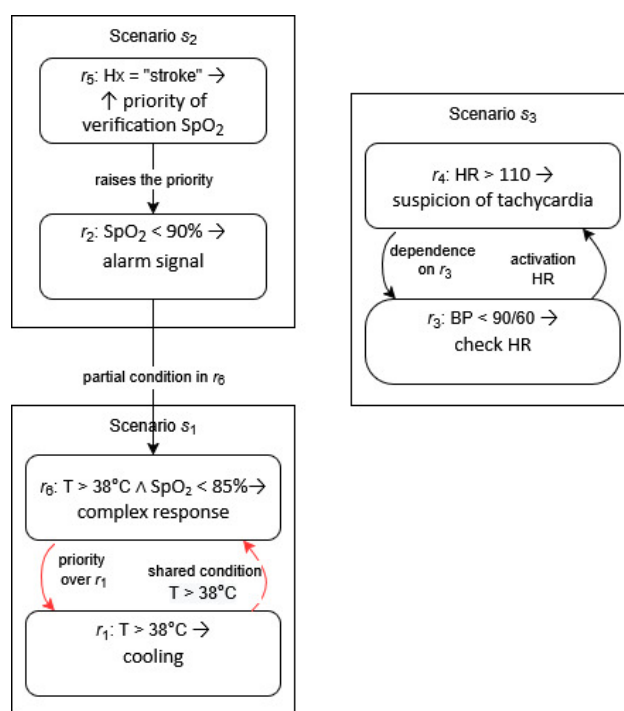 Scenario s₂
r₅: Hx = "stroke" →
↑ priority of
verification SpO₂
raises the priority
r₂: SpO₂ < 90% →
alarm signal
partial condition in r₆
Scenario s₁
r₆: T > 38°C ∧ SpO₂ < 85%→
complex response
priority
over r₁
shared condition
T > 38°C
r₁: T > 38°C →
cooling
Scenario s₃
r₄: HR > 110 →
suspicion of tachycardia
dependence
on r₃
activation
HR
r₃: BP < 90/60 →
check HR